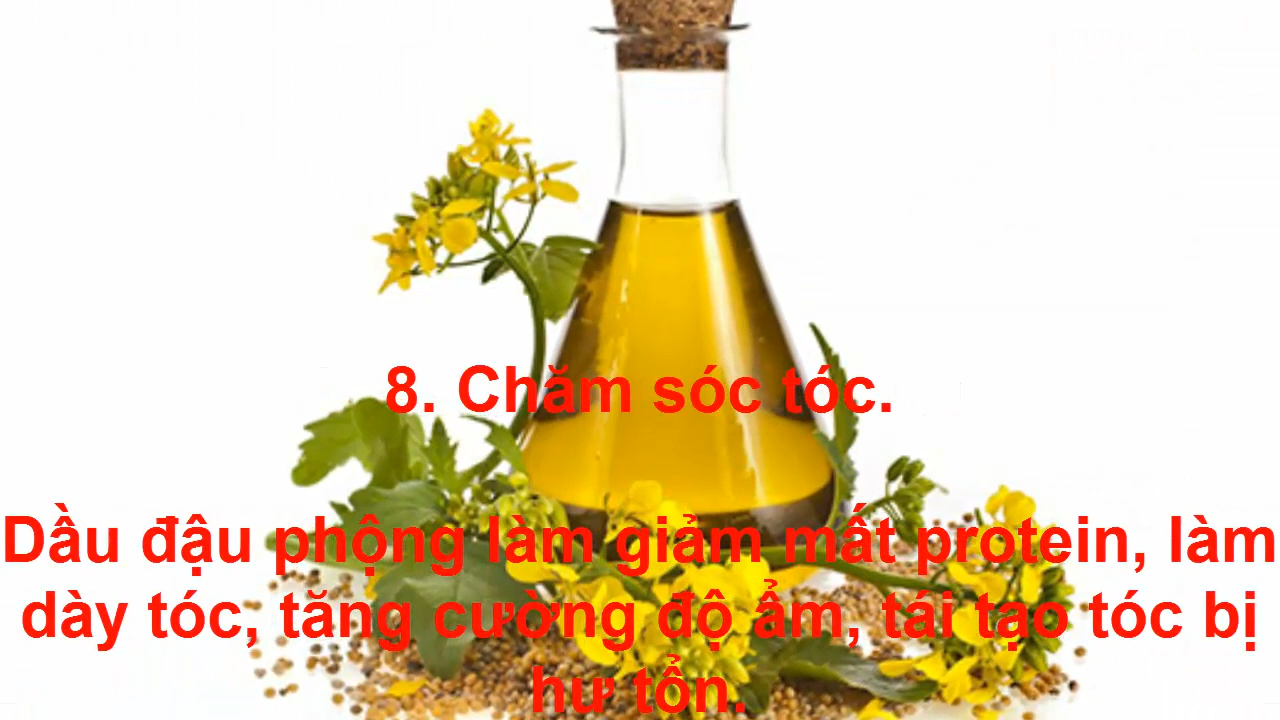 8. Chăm sóc tóc.
Dầu đậu phộng làm giảm mất protein, làm
dày tóc, tăng cường độ ẩm, tái tạo tóc bị
hư tổn.